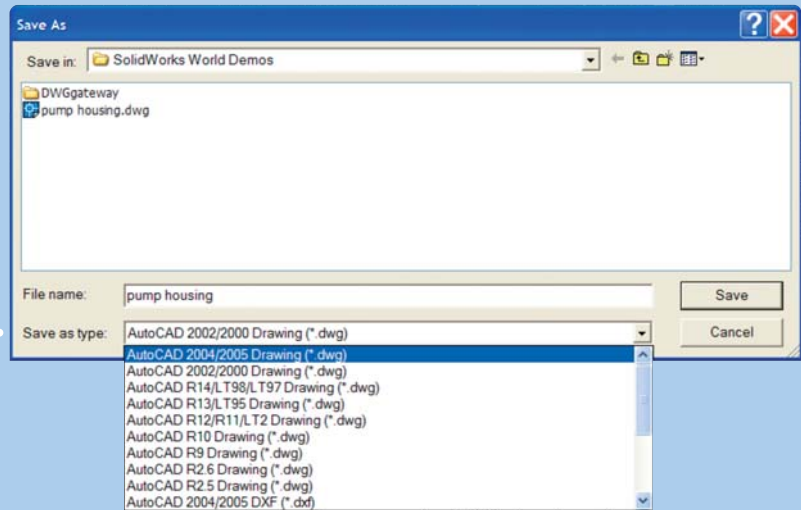 Save As
Save in: SolidWorks World Demos
DWGgateway
pump housing.dwg
File name: pump housing Save
Save as type: AutoCAD 2002/2000 Drawing (*.dwg) Cancel
AutoCAD 2004/2005 Drawing (*.dwg)
AutoCAD 2002/2000 Drawing (*.dwg)
AutoCAD R14/LT98/LT97 Drawing (*.dwg)
AutoCAD R13/LT95 Drawing (*.dwg)
AutoCAD R12/R11/LT2 Drawing (*.dwg)
AutoCAD R10 Drawing (*.dwg)
AutoCAD R9 Drawing (*.dwg)
AutoCAD R2.6 Drawing (*.dwg)
AutoCAD R2.5 Drawing (*.dwg)
AutoCAD 2004/2005 DXF (*.dxf)